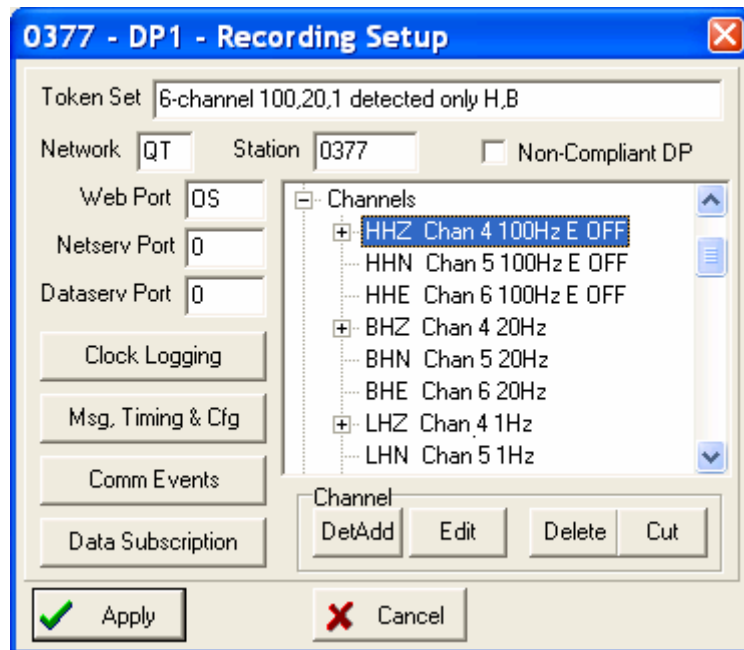 0377 - DP1 - Recording Setup
Token Set 6-channel 100,20,1 detected only H,B
Network QT Station 0377 Non-Compliant DP
Web Port OS
Netserv Port 0
Dataserv Port 0
Clock Logging
Msg, Timing & Cfg
Comm Events
Data Subscription
Channels
HHZ Chan 4 100Hz E OFF
HHN Chan 5 100Hz E OFF
HHE Chan 6 100Hz E OFF
BHZ Chan 4 20Hz
BHN Chan 5 20Hz
BHE Chan 6 20Hz
LHZ Chan 4 1Hz
LHN Chan 5 1Hz
Channel
DetAdd Edit Delete Cut
Apply Cancel